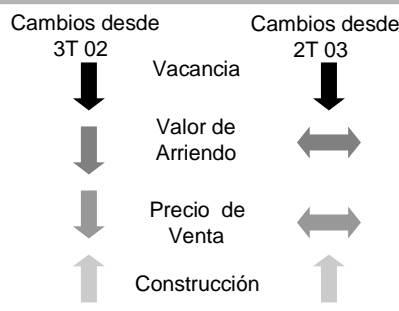 Cambios desde
3T 02
Cambios desde
2T 03
Vacancia
Valor de
Arriendo
Precio de
Venta
Construcción